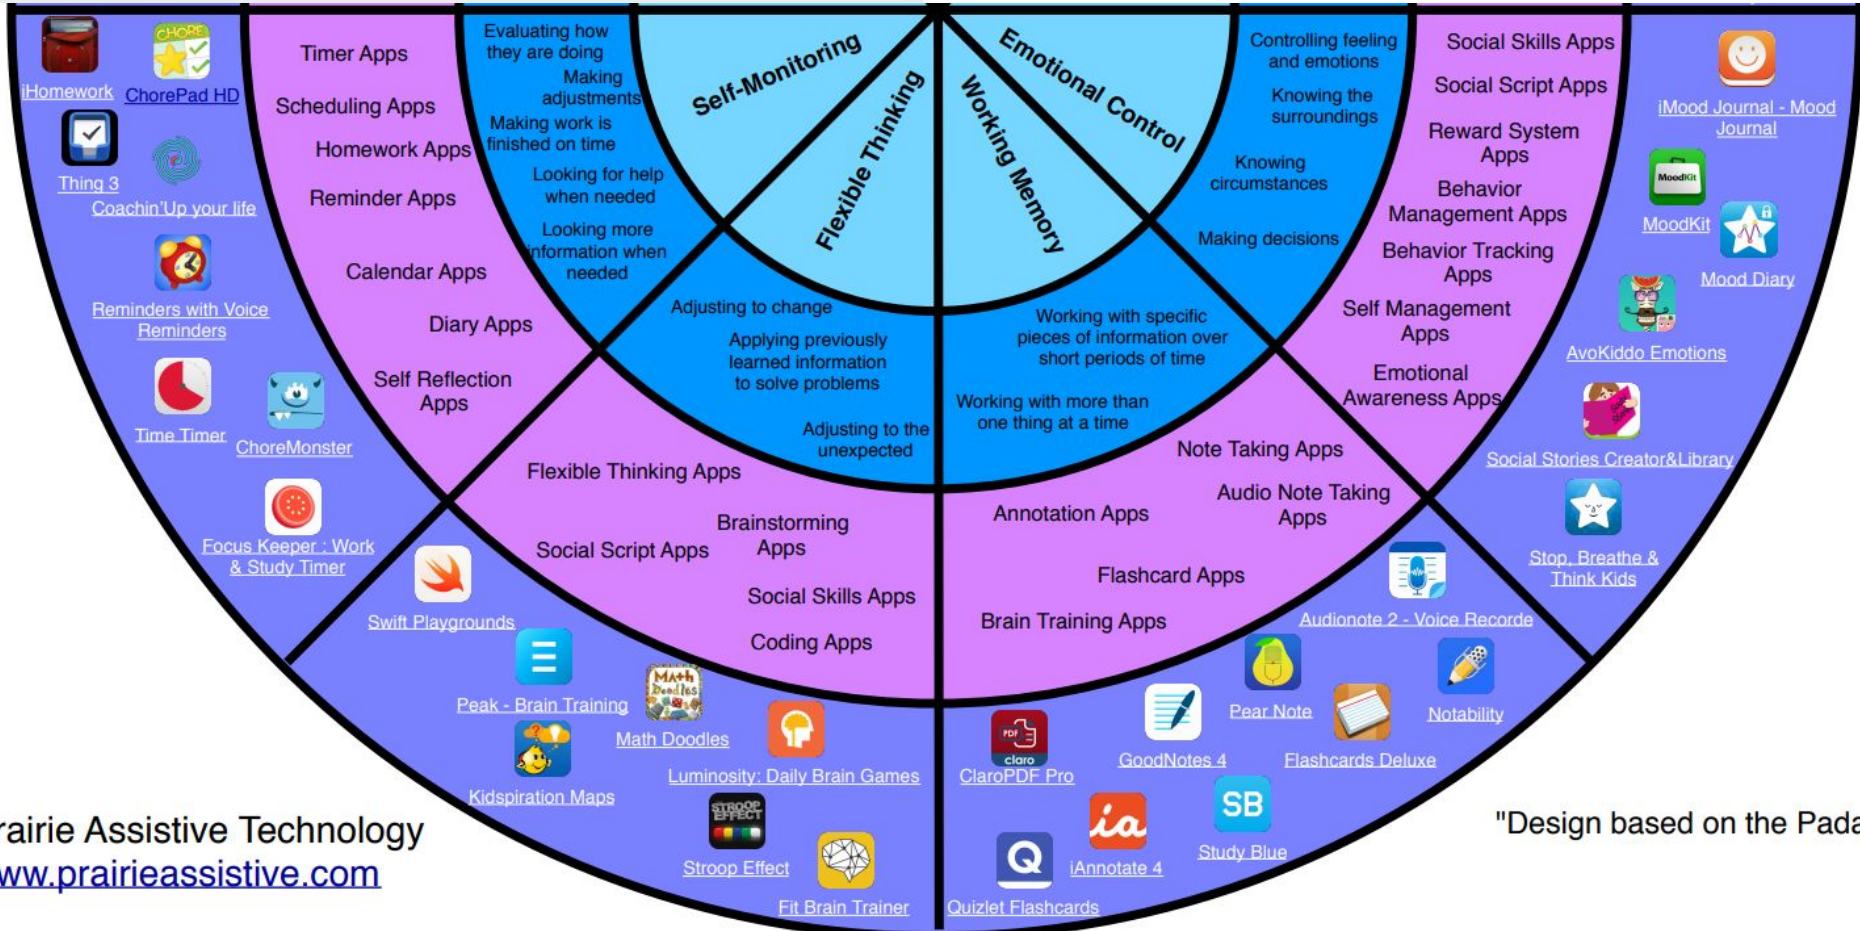 Self-Monitoring
Flexible Thinking
Working Memory
Emotional Control
Evaluating how
they are doing
Making
adjustments
Making work is
finished on time
Looking for help
when needed
Looking more
information when
needed
Adjusting to change
Applying previously
learned information
to solve problems
Adjusting to the
unexpected
Working with specific
pieces of information over
short periods of time
Working with more than
one thing at a time
Controlling feeling
and emotions
Knowing the
surroundings
Knowing
circumstances
Making decisions
Timer Apps
Scheduling Apps
Homework Apps
Reminder Apps
Calendar Apps
Diary Apps
Self Reflection
Apps
Flexible Thinking Apps
Brainstorming
Apps
Social Script Apps
Social Skills Apps
Coding Apps
Note Taking Apps
Audio Note Taking
Apps
Annotation Apps
Flashcard Apps
Brain Training Apps
Social Skills Apps
Social Script Apps
Reward System
Apps
Behavior
Management Apps
Behavior Tracking
Apps
Self Management
Apps
Emotional
Awareness Apps
iHomework
CHORE
ChorePad HD
Thing 3
Coachin'Up your life
Reminders with Voice
Reminders
Time Timer
ChoreMonster
Focus Keeper : Work
& Study Timer
Swift Playgrounds
Peak - Brain Training
MAth
Doodles
Math Doodles
Kidspiration Maps
Luminosity: Daily Brain Games
STROOP
EFFECT
Stroop Effect
Fit Brain Trainer
Audionote 2 - Voice Recorde
Pear Note
Notability
GoodNotes 4
Flashcards Deluxe
PDF
claro
ClaroPDF Pro
ia
iAnnotate 4
SB
Study Blue
Q
Quizlet Flashcards
iMood Journal - Mood
Journal
MoodKit
MoodKit
Mood Diary
AvoKiddo Emotions
Social Stories Creator&Library
Stop, Breathe &
Think Kids
rairie Assistive Technology
ww.prairieassistive.com
"Design based on the Pada